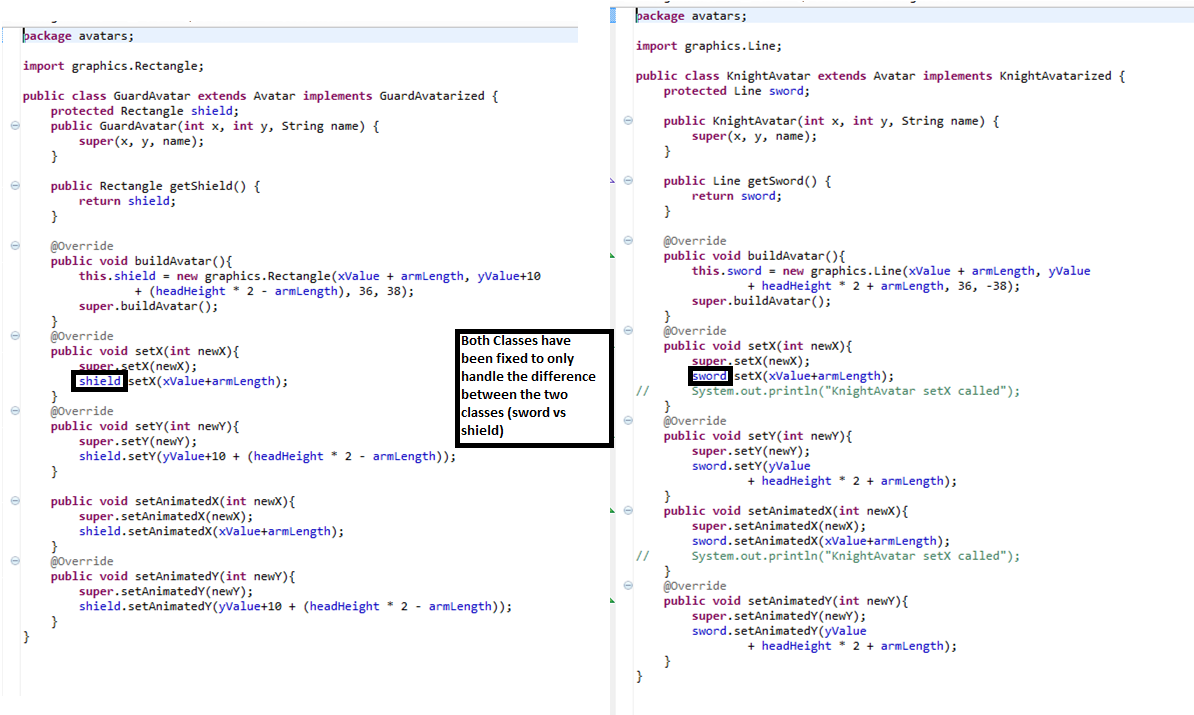 package avatars;
import graphics.Rectangle;
public class GuardAvatar extends Avatar implements GuardAvatarized {
protected Rectangle shield;
public GuardAvatar(int x, int y, String name) {
super(x, y, name);
}
public Rectangle getShield() {
return shield;
}
@Override
public void buildAvatar(){
this.shield = new graphics.Rectangle(xValue + armLength, yValue+10
+ (headHeight * 2 - armLength), 36, 38);
super.buildAvatar();
}
@Override
public void setX(int newX){
super.setX(newX);
shield.setX(xValue+armLength);
}
@Override
public void setY(int newY){
super.setY(newY);
shield.setY(yValue+10 + (headHeight * 2 - armLength));
}
public void setAnimatedX(int newX){
super.setAnimatedX(newX);
shield.setAnimatedX(xValue+armLength);
}
@Override
public void setAnimatedY(int newY){
super.setAnimatedY(newY);
shield.setAnimatedY(yValue+10 + (headHeight * 2 - armLength));
}
}
Both Classes have
been fixed to only
handle the difference
between the two
classes (sword vs
shield)
package avatars;
import graphics.Line;
public class KnightAvatar extends Avatar implements KnightAvatarized {
protected Line sword;
public KnightAvatar(int x, int y, String name) {
super(x, y, name);
}
public Line getSword() {
return sword;
}
@Override
public void buildAvatar(){
this.sword = new graphics.Line(xValue + armLength, yValue
+ headHeight * 2 + armLength, 36, -38);
super.buildAvatar();
}
@Override
public void setX(int newX){
super.setX(newX);
sword.setX(xValue+armLength);
// System.out.println("KnightAvatar setX called");
}
@Override
public void setY(int newY){
super.setY(newY);
sword.setY(yValue
+ headHeight * 2 + armLength);
}
public void setAnimatedX(int newX){
super.setAnimatedX(newX);
sword.setAnimatedX(xValue+armLength);
// System.out.println("KnightAvatar setX called");
}
@Override
public void setAnimatedY(int newY){
super.setAnimatedY(newY);
sword.setAnimatedY(yValue
+ headHeight * 2 + armLength);
}
}